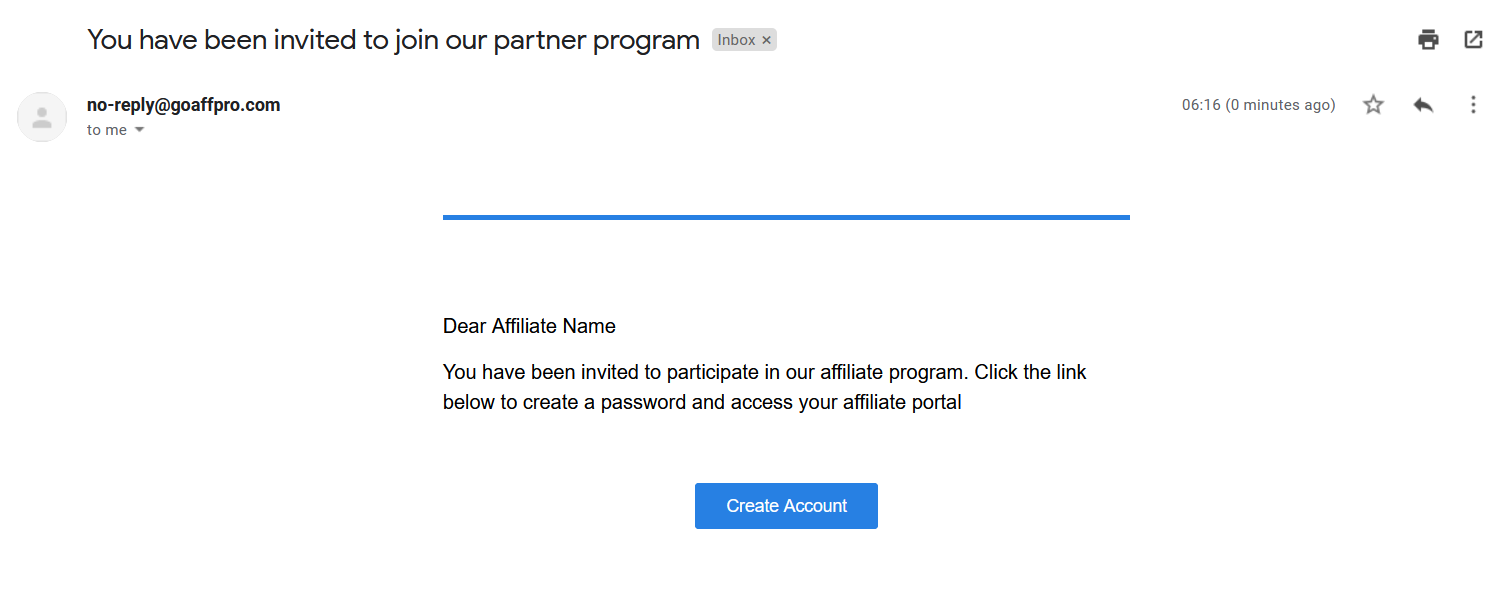 You have been invited to join our partner program Inbox ×
no-reply@goaffpro.com 06:16 (0 minutes ago)
to me
Dear Affiliate Name
You have been invited to participate in our affiliate program. Click the link
below to create a password and access your affiliate portal
Create Account